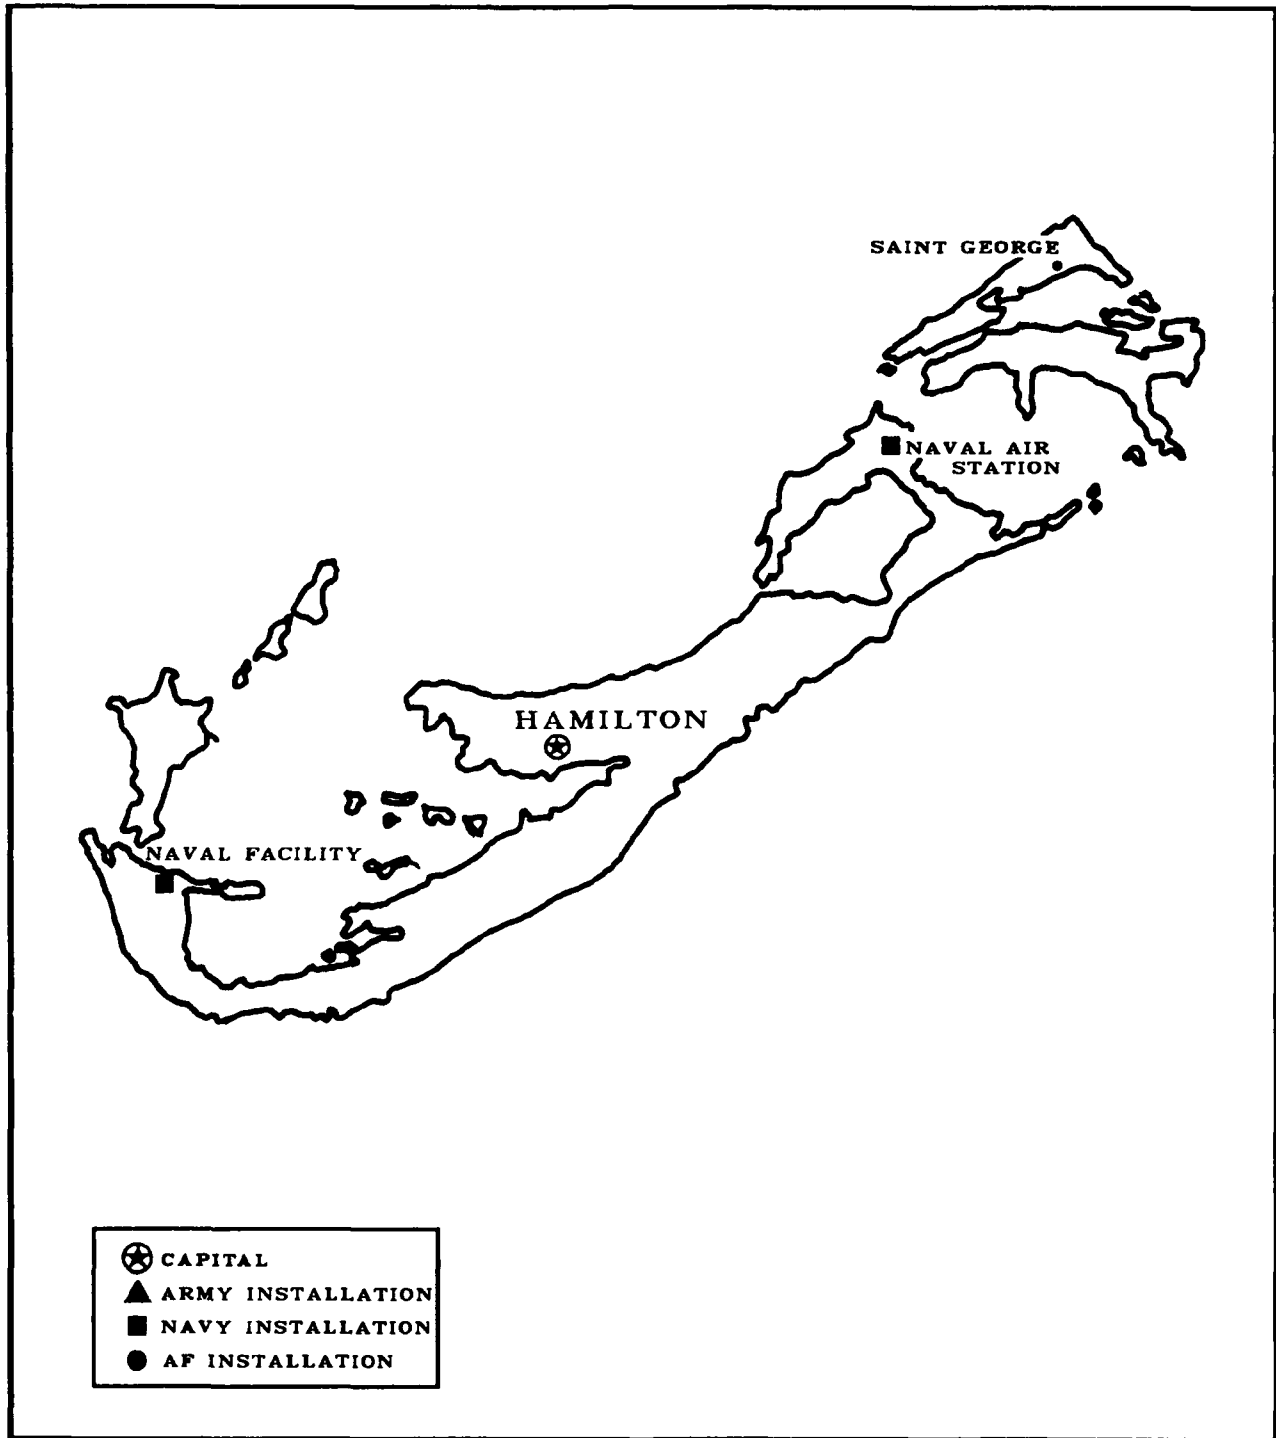 SAINT GEORGE
NAVAL AIR
STATION
HAMILTON
NAVAL FACILITY
CAPITAL
ARMY INSTALLATION
NAVY INSTALLATION
AF INSTALLATION